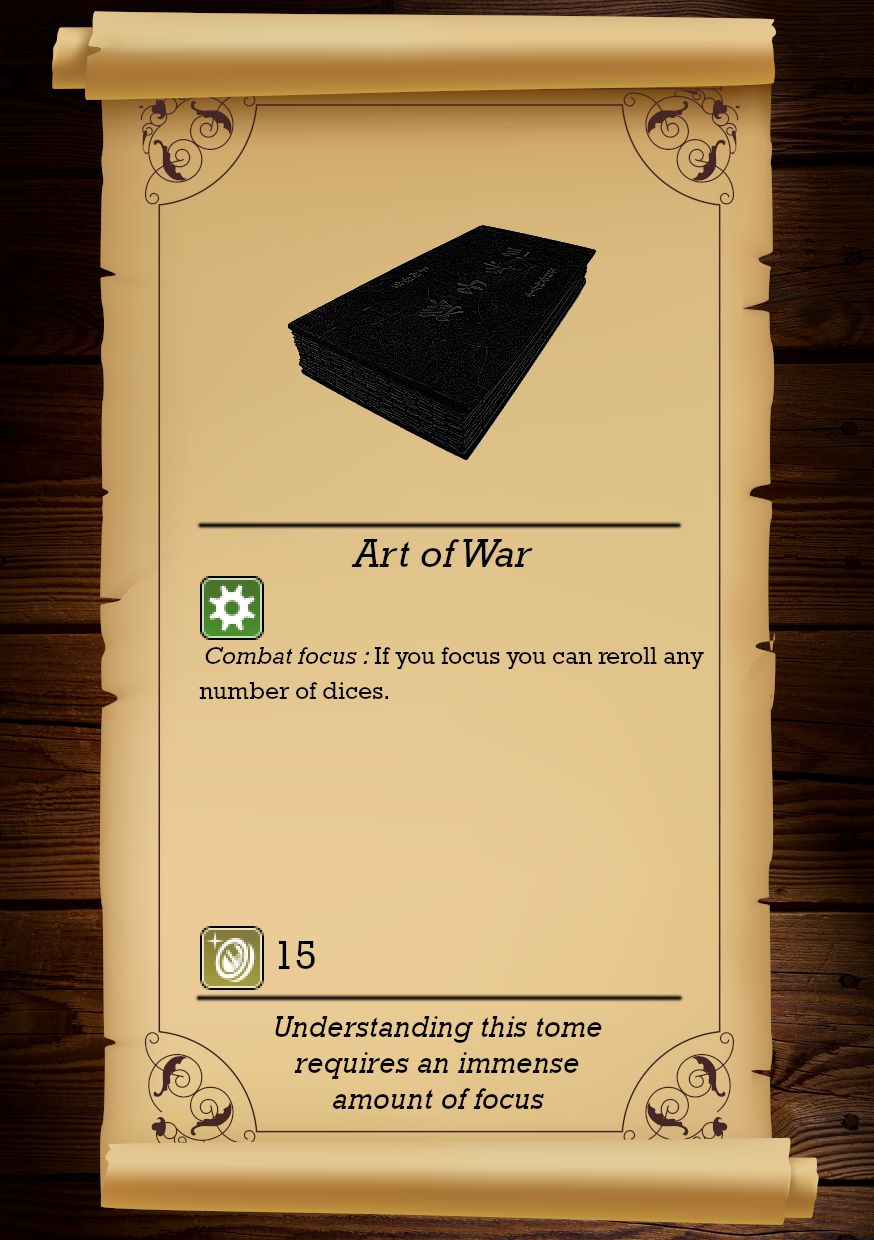 Art of War
Combat focus : If you focus you can reroll any
number of dices.
15
Understanding this tome
requires an immense
amount of focus